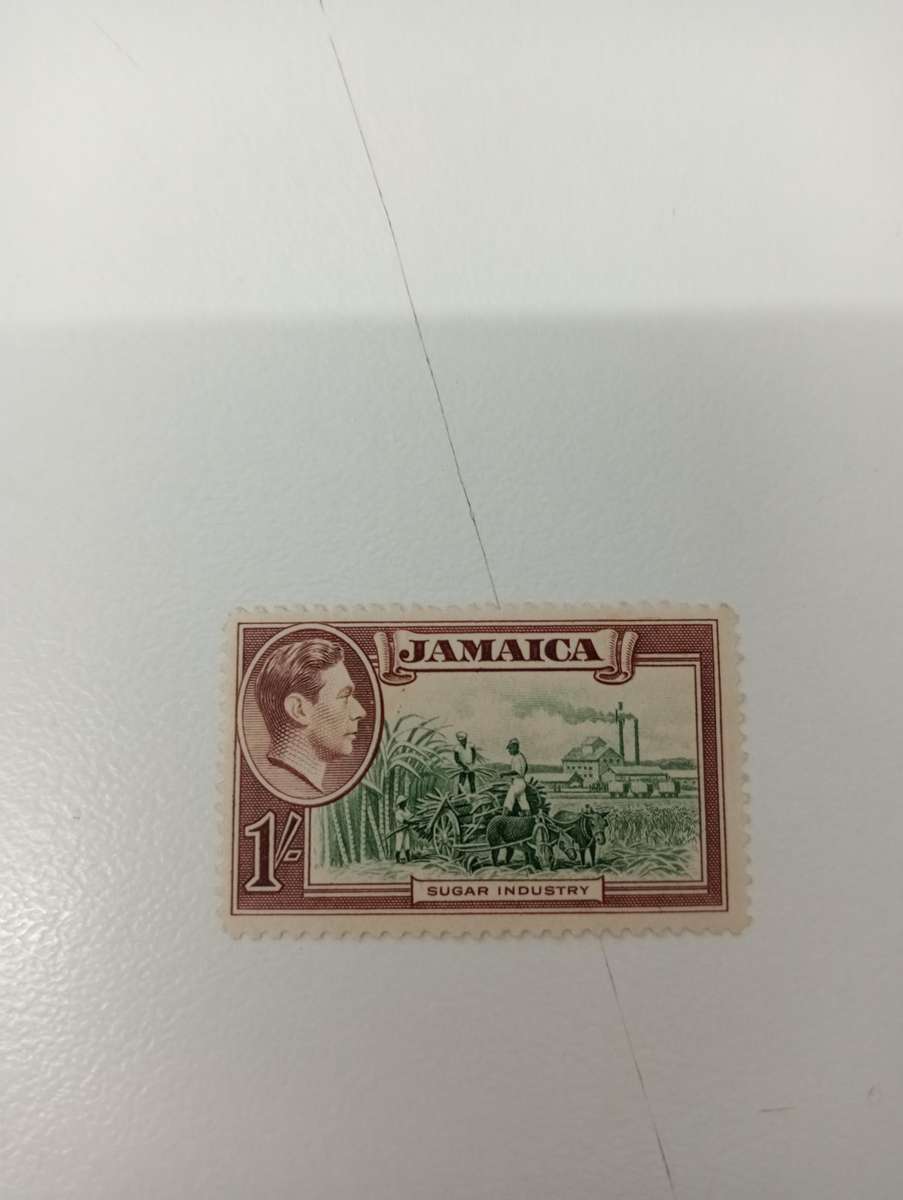 JAMAICA
1/-
SUGAR INDUSTRY